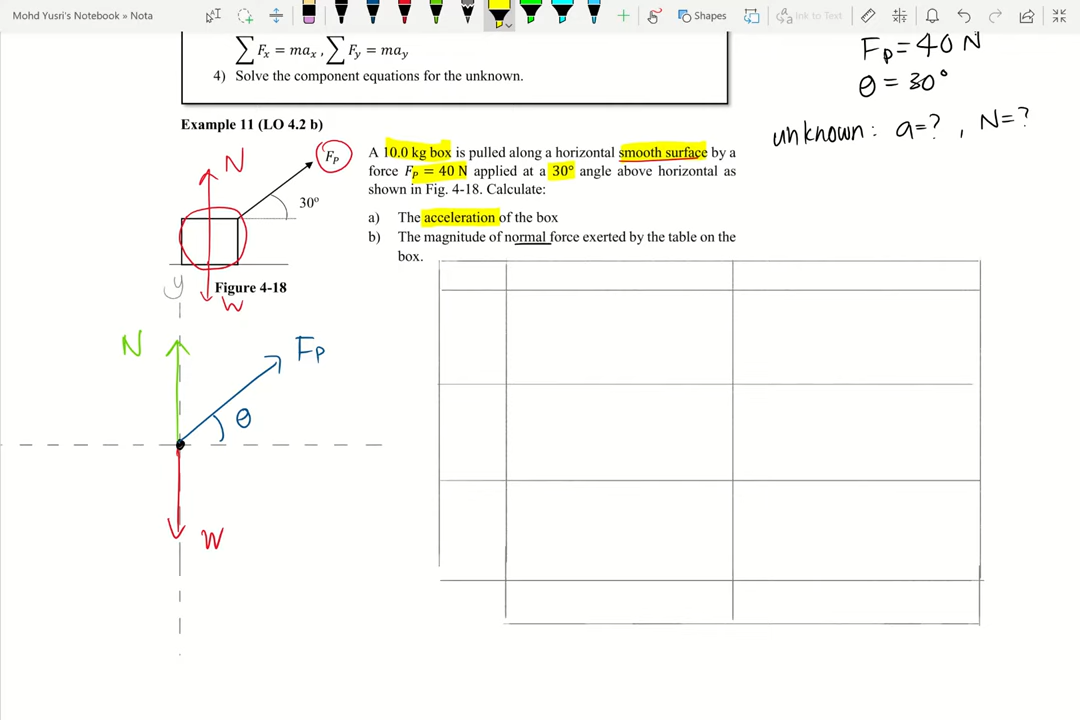 Mohd Yusri's Notebook » Nota
Shapes
Ink to Text
∑ Fx = max , ∑ Fy = may
4) Solve the component equations for the unknown.
Fp = 40 N
θ = 30°
unknown: a=? , N=?
Example 11 (LO 4.2 b)
N
FP
30°
W
y
Figure 4-18
A 10.0 kg box is pulled along a horizontal smooth surface by a
force FP = 40 N applied at a 30° angle above horizontal as
shown in Fig. 4-18. Calculate:
a) The acceleration of the box
b) The magnitude of normal force exerted by the table on the
box.
N
Fp
θ
W